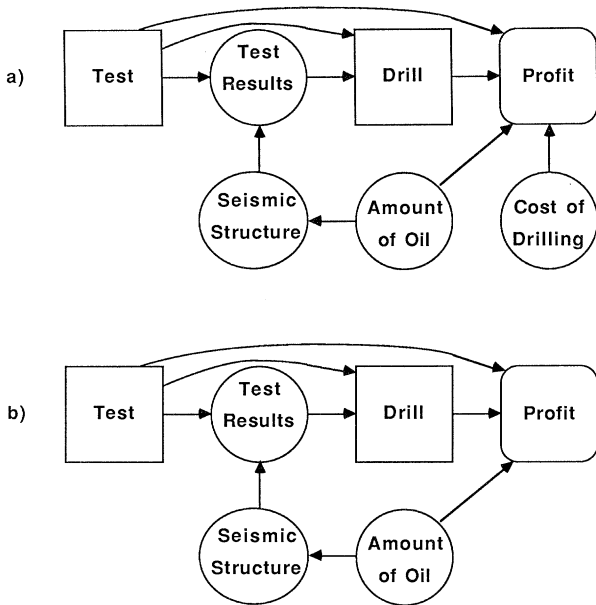 a)
Test
Test
Results
Drill
Profit
Seismic
Structure
Amount
of Oil
Cost of
Drilling
b)
Test
Test
Results
Drill
Profit
Seismic
Structure
Amount
of Oil